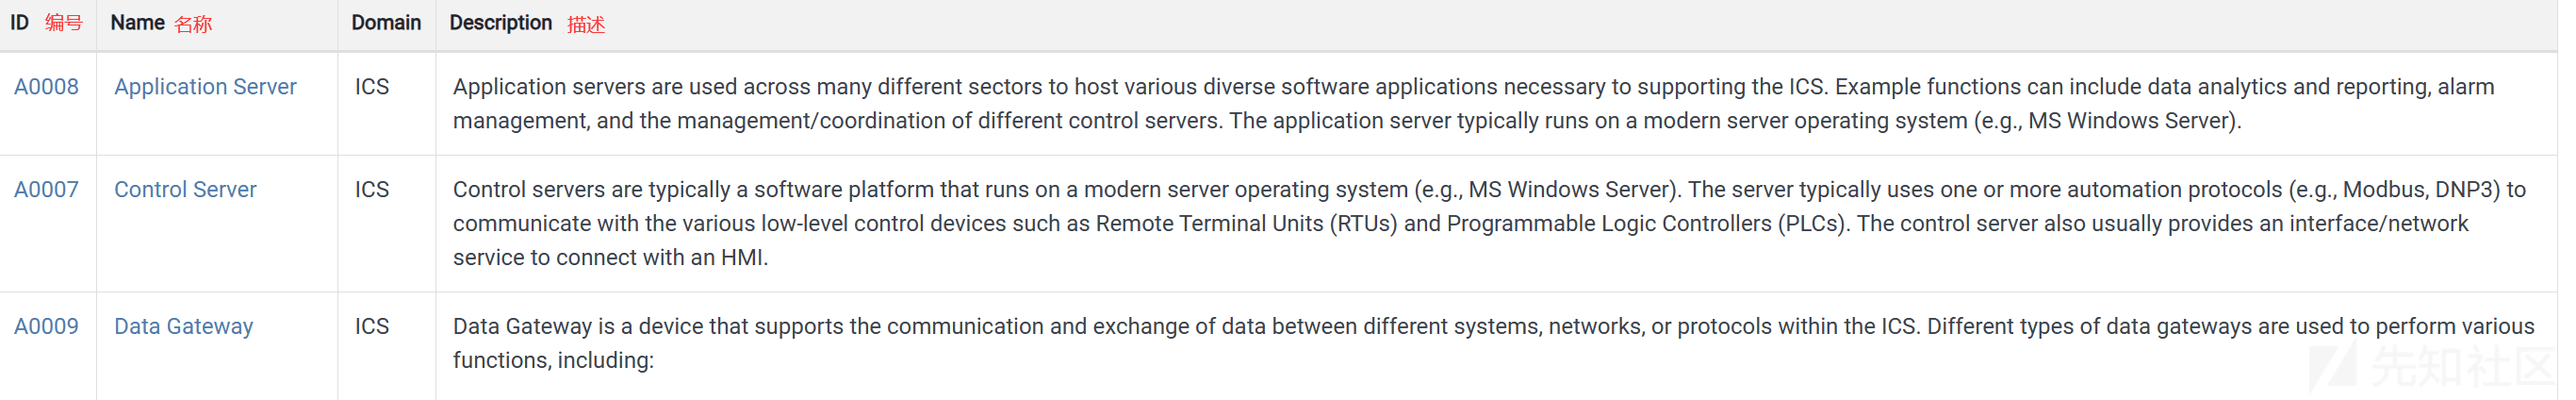 ID 编号 Name 名称 Domain Description 描述
A0008 Application Server ICS Application servers are used across many different sectors to host various diverse software applications necessary to supporting the ICS. Example functions can include data analytics and reporting, alarm
management, and the management/coordination of different control servers. The application server typically runs on a modern server operating system (e.g., MS Windows Server).
A0007 Control Server ICS Control servers are typically a software platform that runs on a modern server operating system (e.g., MS Windows Server). The server typically uses one or more automation protocols (e.g., Modbus, DNP3) to
communicate with the various low-level control devices such as Remote Terminal Units (RTUs) and Programmable Logic Controllers (PLCs). The control server also usually provides an interface/network
service to connect with an HMI.
A0009 Data Gateway ICS Data Gateway is a device that supports the communication and exchange of data between different systems, networks, or protocols within the ICS. Different types of data gateways are used to perform various
functions, including:
先知社区